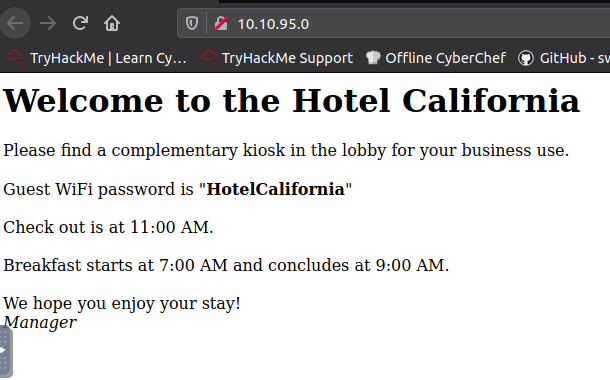 10.10.95.0
TryHackMe | Learn Cy... TryHackMe Support Offline CyberChef GitHub - sw
Welcome to the Hotel California
Please find a complementary kiosk in the lobby for your business use.
Guest WiFi password is "HotelCalifornia"
Check out is at 11:00 AM.
Breakfast starts at 7:00 AM and concludes at 9:00 AM.
We hope you enjoy your stay!
Manager